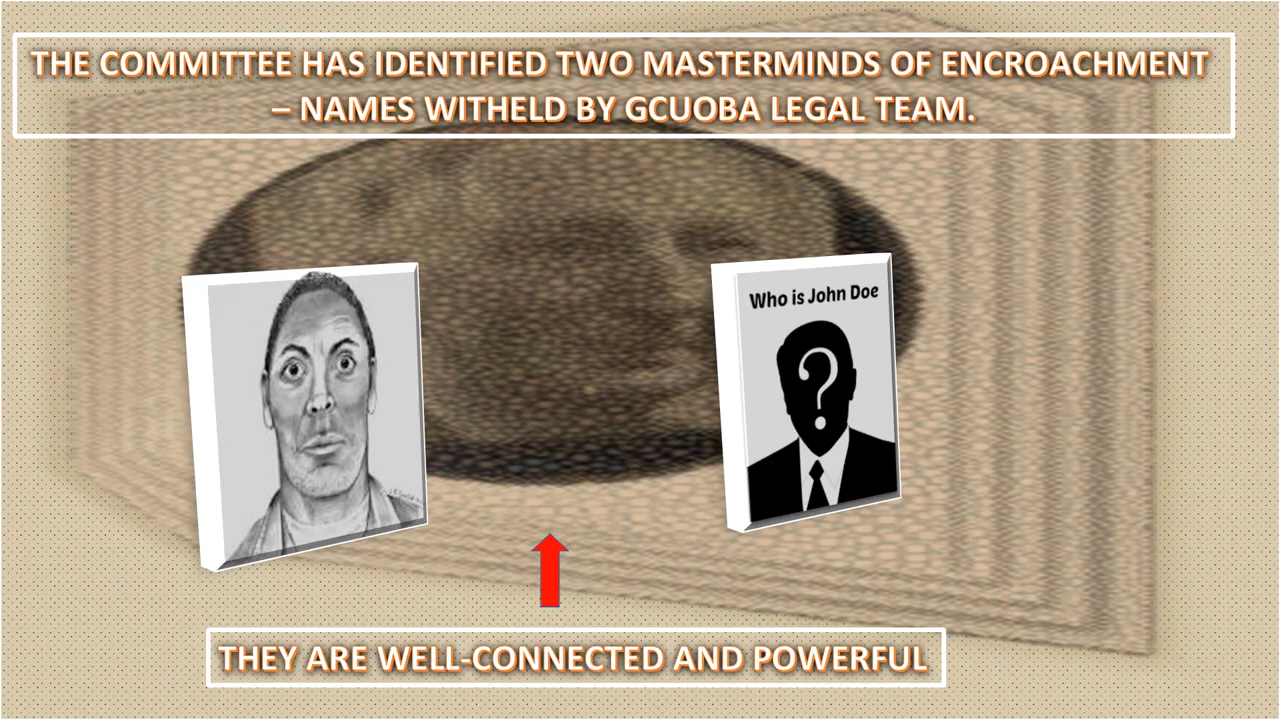 THE COMMITTEE HAS IDENTIFIED TWO MASTERMINDS OF ENCROACHMENT
– NAMES WITHELD BY GCUOBA LEGAL TEAM.
Who is John Doe
?
THEY ARE WELL-CONNECTED AND POWERFUL